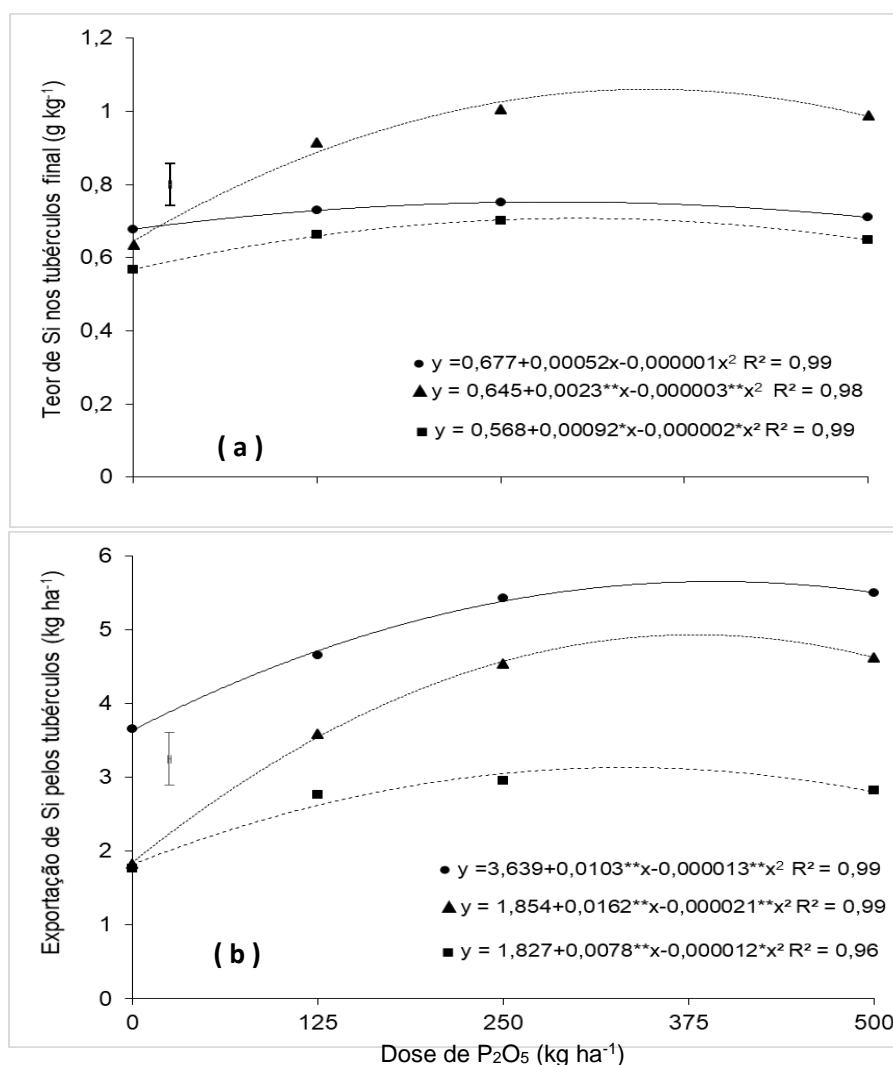 Teor de Si nos tubérculos final (g kg⁻¹)
1,2
1
0,8
0,6
0,4
0,2
0
y =0,677+0,00052x-0,000001x² R² = 0,99
y = 0,645+0,0023**x-0,000003**x² R² = 0,98
y = 0,568+0,00092*x-0,000002*x² R² = 0,99
( a )
Exportação de Si pelos tubérculos (kg ha⁻¹)
6
5
4
3
2
1
0
y =3,639+0,0103**x-0,000013**x² R² = 0,99
y = 1,854+0,0162**x-0,000021**x² R² = 0,99
y = 1,827+0,0078**x-0,000012*x² R² = 0,96
( b )
0 125 250 375 500
Dose de P₂O₅ (kg ha⁻¹)